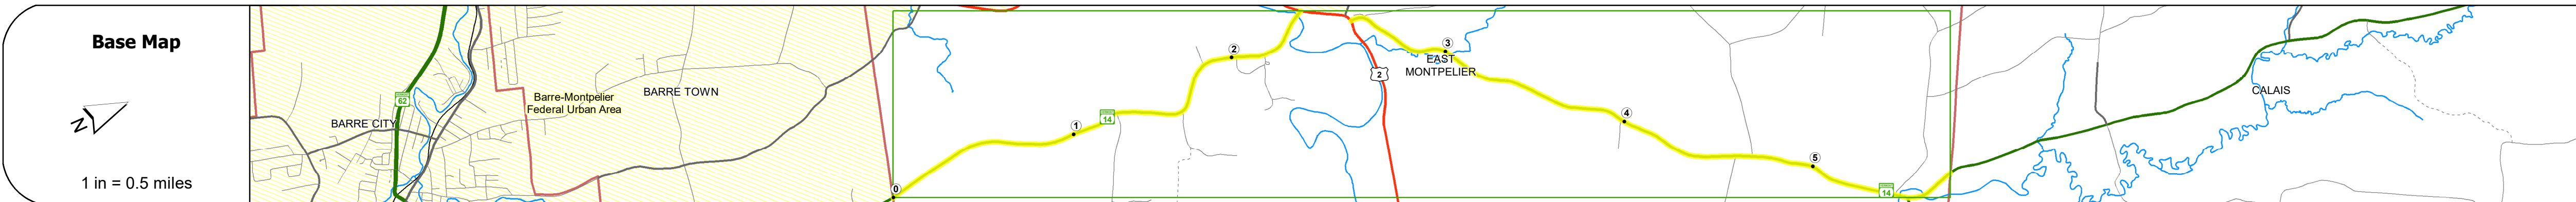 Base Map
N
1 in = 0.5 miles
62
BARRE CITY
Barre-Montpelier
Federal Urban Area
BARRE TOWN
0
1
14
2
2
3
EAST
MONTPELIER
4
5
14
CALAIS